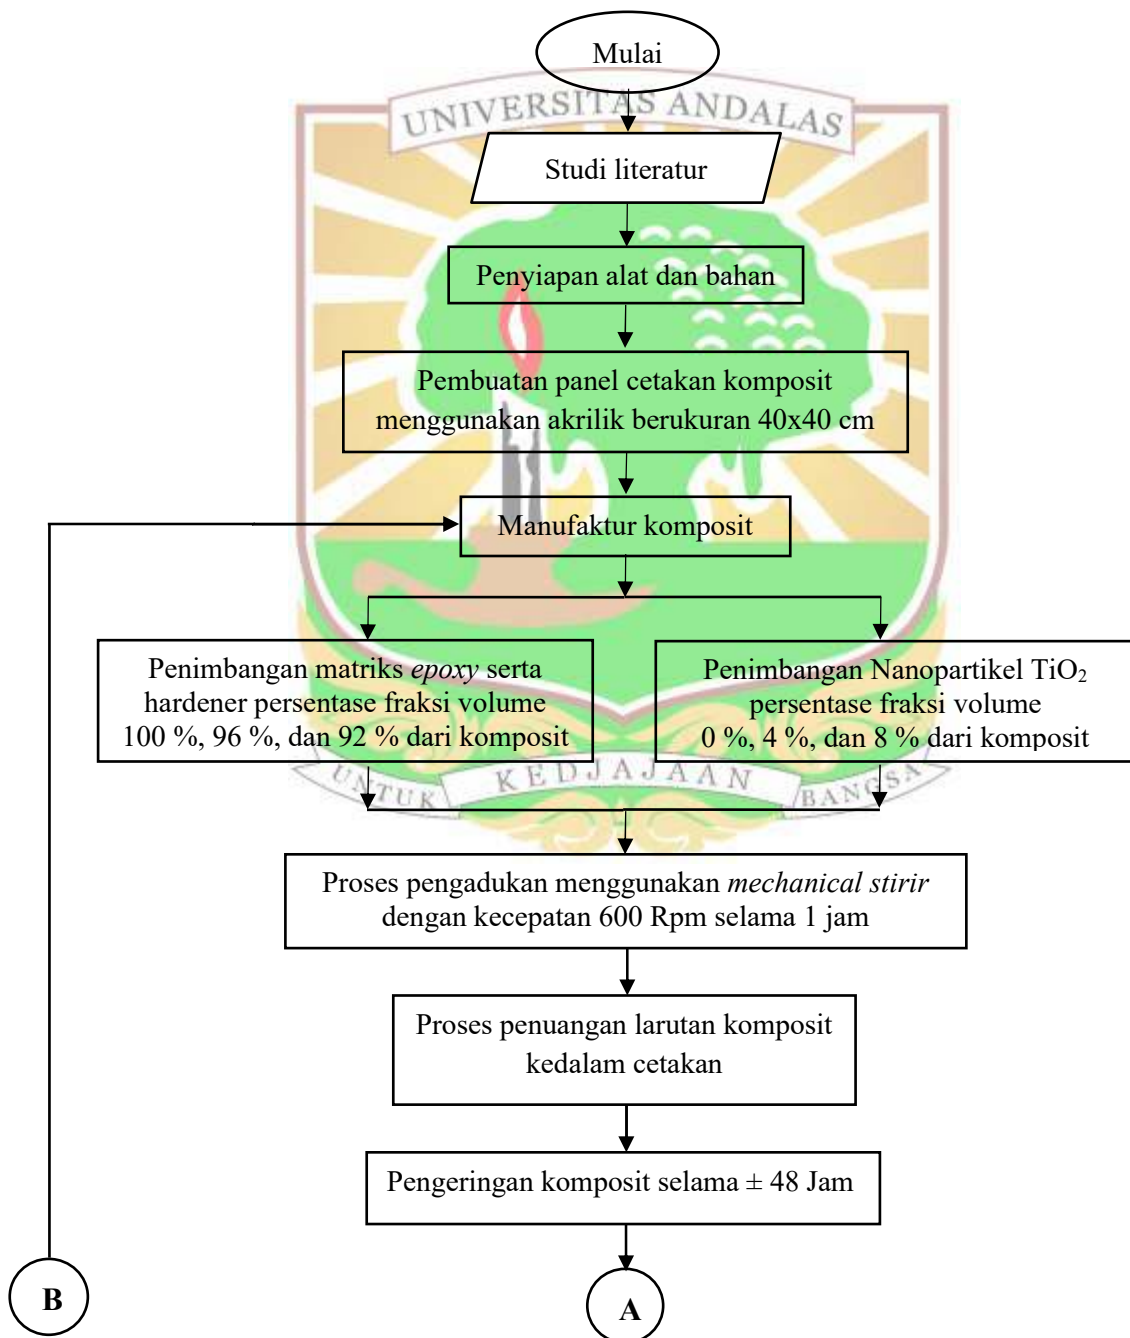 Mulai
UNIVERSITAS ANDALAS
Studi literatur
Penyiapan alat dan bahan
Pembuatan panel cetakan komposit
menggunakan akrilik berukuran 40x40 cm
Manufaktur komposit
Penimbangan matriks epoxy serta
hardener persentase fraksi volume
100 %, 96 %, dan 92 % dari komposit
Penimbangan Nanopartikel TiO₂
persentase fraksi volume
0 %, 4 %, dan 8 % dari komposit
UNTUK KEDJAJAAN BANGSA
Proses pengadukan menggunakan mechanical stirir
dengan kecepatan 600 Rpm selama 1 jam
Proses penuangan larutan komposit
kedalam cetakan
Pengeringan komposit selama ± 48 Jam
B
A